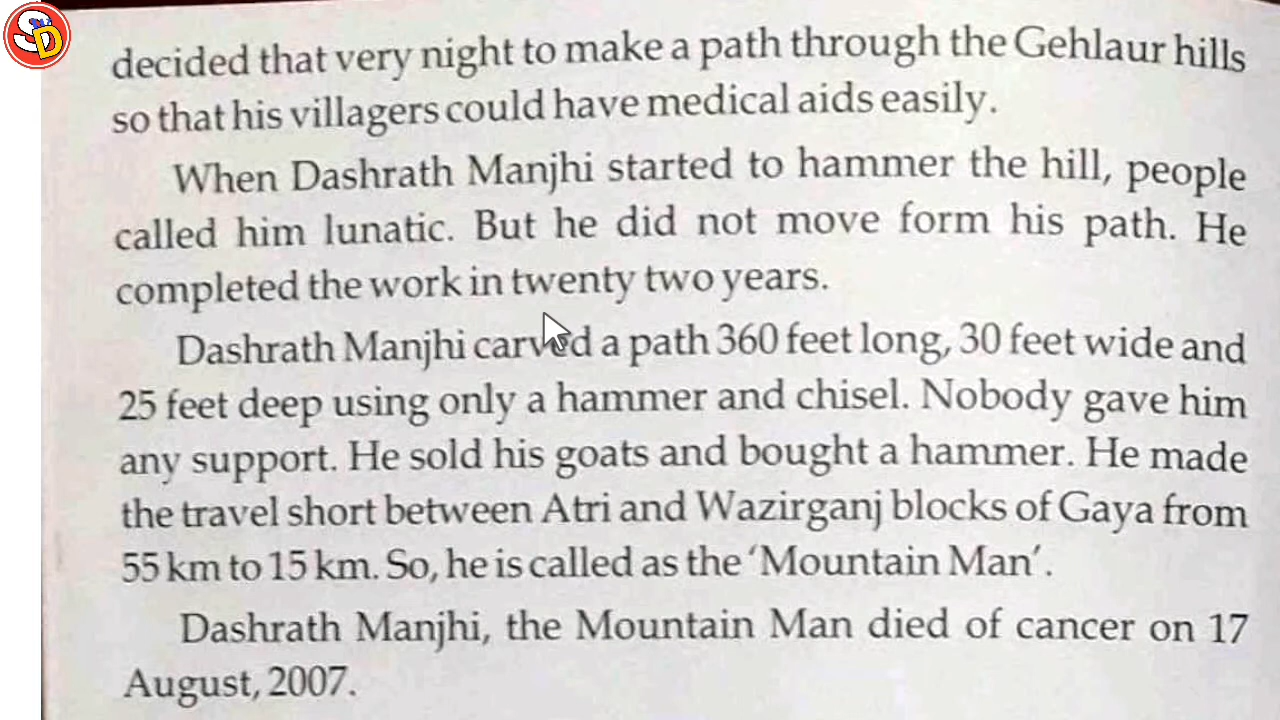 SD
decided that very night to make a path through the Gehlaur hills
so that his villagers could have medical aids easily.
When Dashrath Manjhi started to hammer the hill, people
called him lunatic. But he did not move form his path. He
completed the work in twenty two years.
Dashrath Manjhi carved a path 360 feet long, 30 feet wide and
25 feet deep using only a hammer and chisel. Nobody gave him
any support. He sold his goats and bought a hammer. He made
the travel short between Atri and Wazirganj blocks of Gaya from
55 km to 15 km. So, he is called as the 'Mountain Man'.
Dashrath Manjhi, the Mountain Man died of cancer on 17
August, 2007.